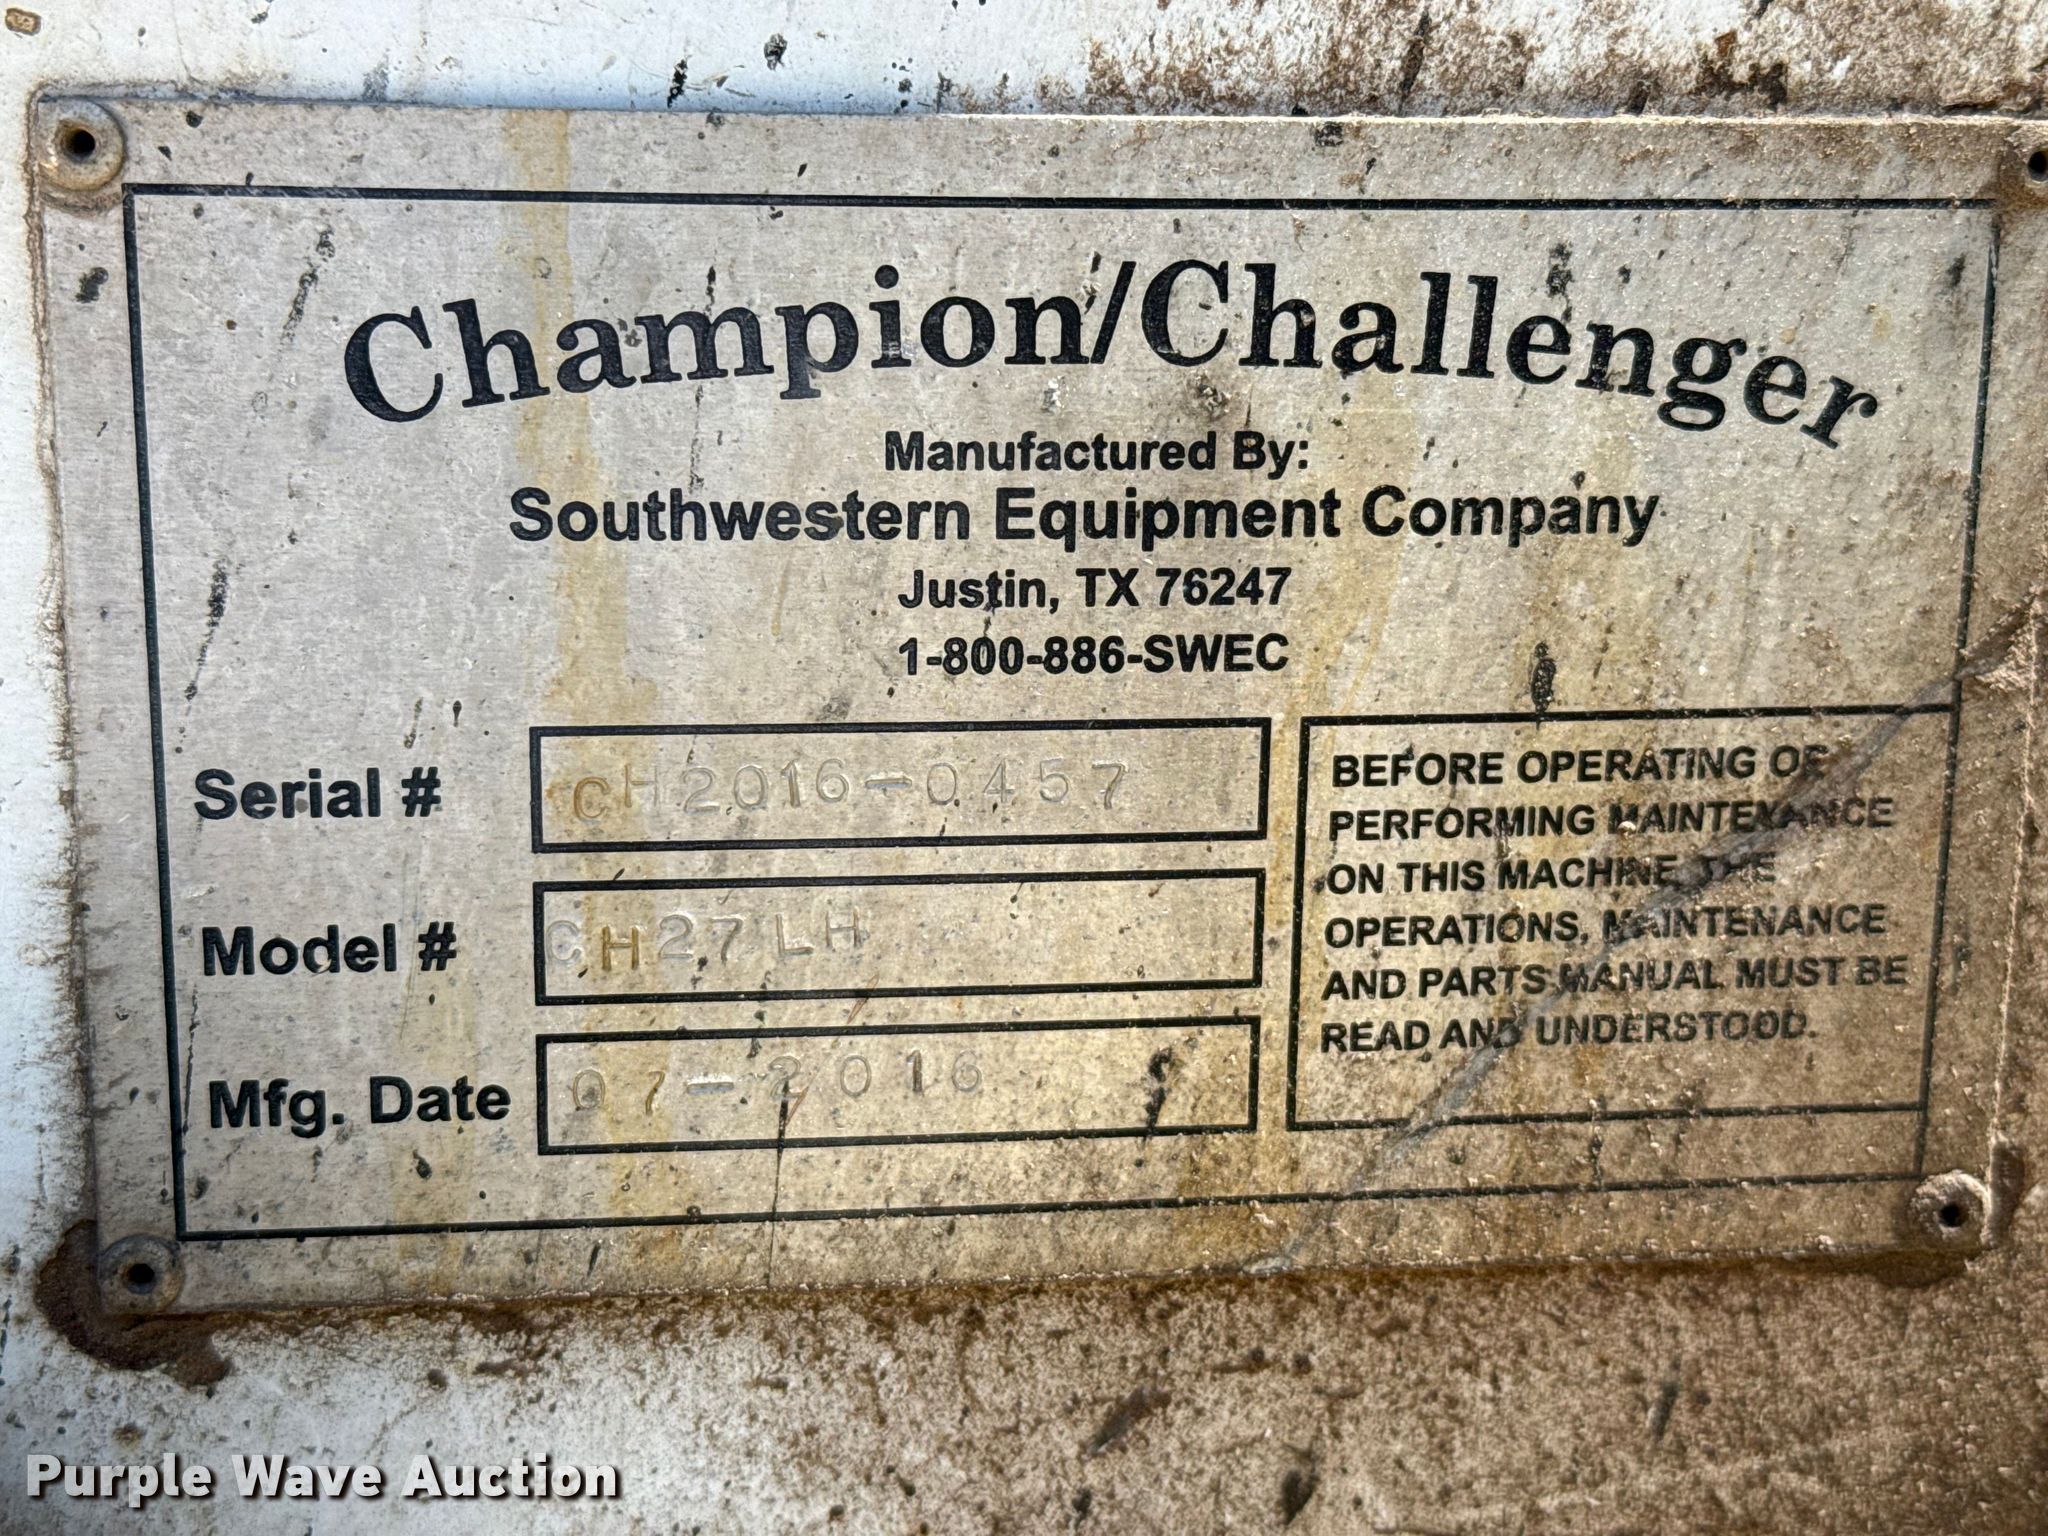 Champion/Challenger
Manufactured By:
Southwestern Equipment Company
Justin, TX 76247
1-800-886-SWEC
Serial # CH2016-0457
Model # CH27LH
Mfg. Date 07-2016
BEFORE OPERATING OR
PERFORMING MAINTENANCE
ON THIS MACHINE, THE
OPERATIONS, MAINTENANCE
AND PARTS MANUAL MUST BE
READ AND UNDERSTOOD.
Purple Wave Auction